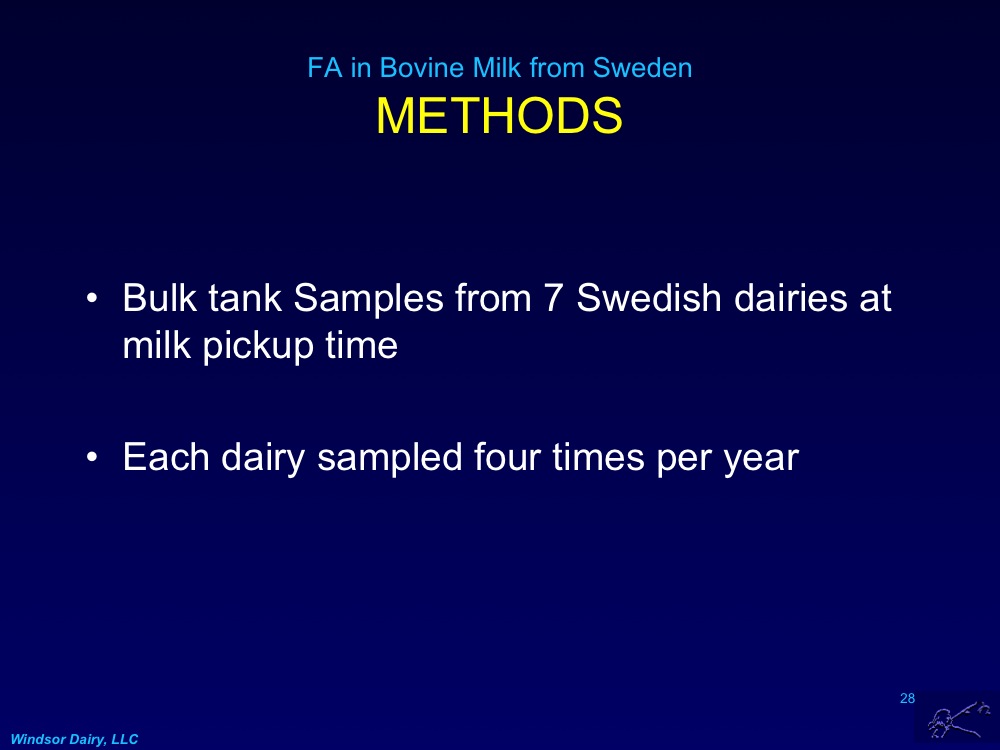 FA in Bovine Milk from Sweden
METHODS
• Bulk tank Samples from 7 Swedish dairies at
milk pickup time
• Each dairy sampled four times per year
28
Windsor Dairy, LLC